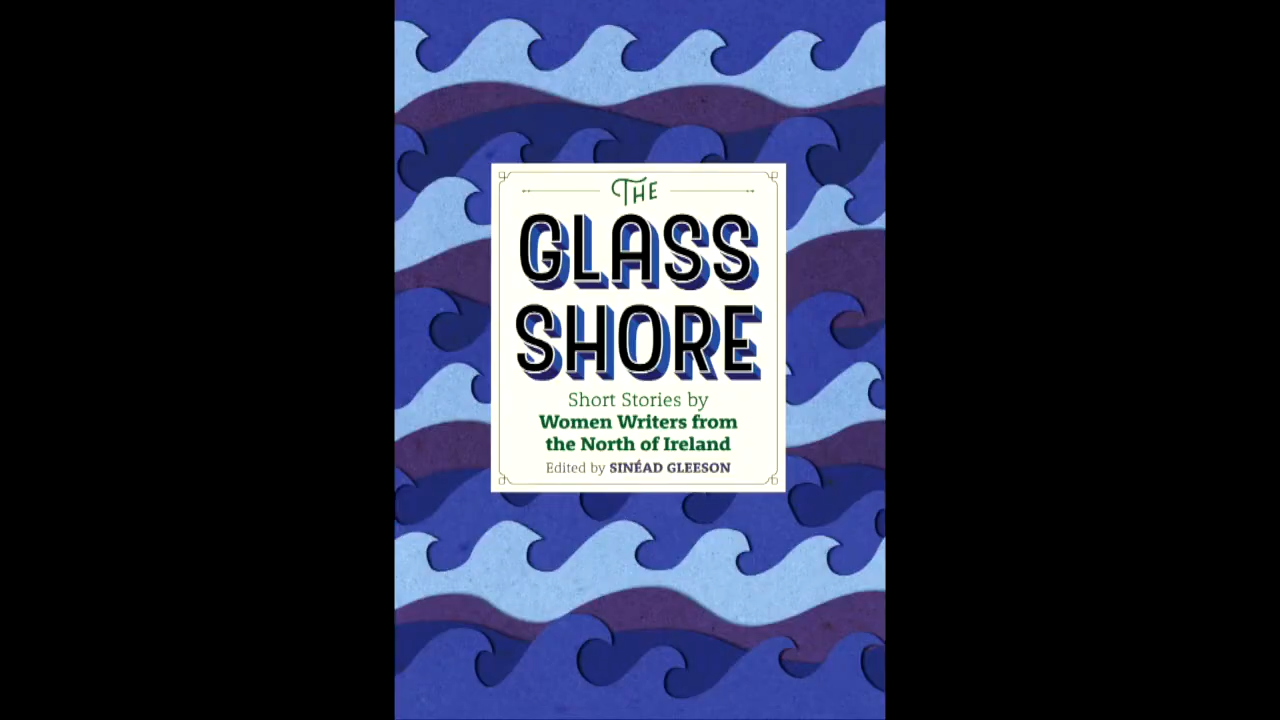 THE
GLASS
SHORE
Short Stories by
Women Writers from
the North of Ireland
Edited by SINÉAD GLEESON